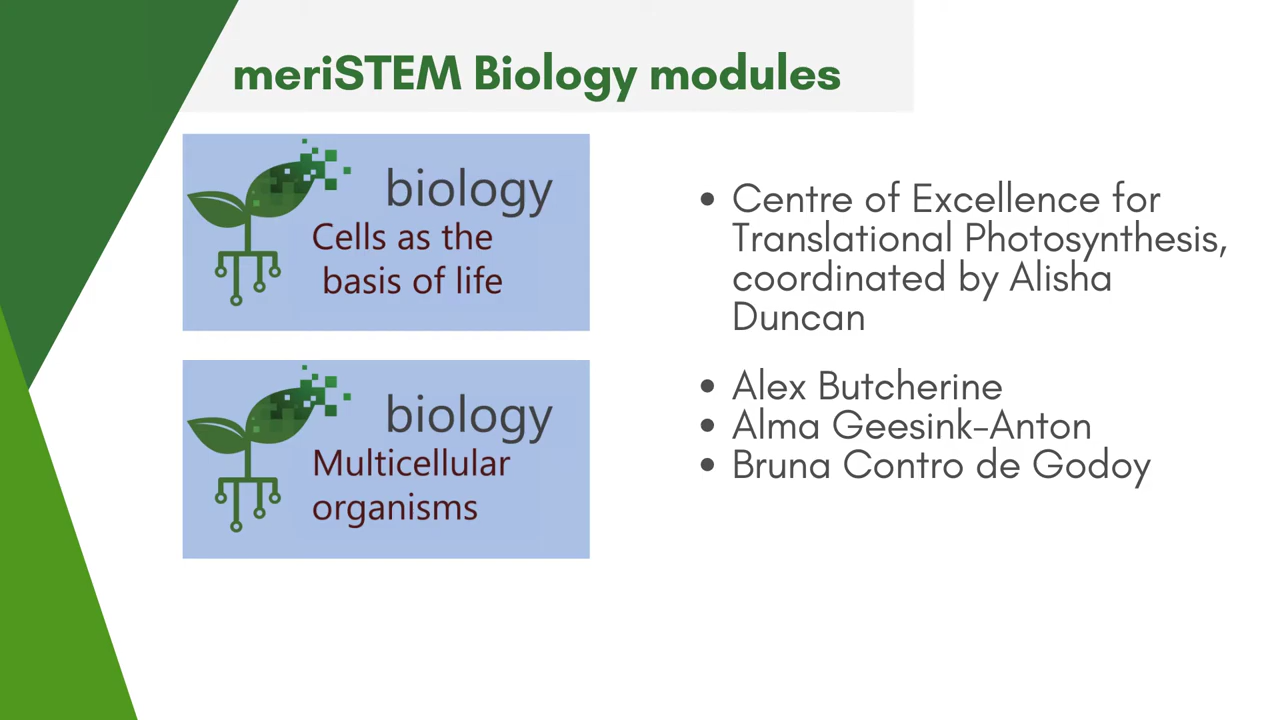 meriSTEM Biology modules
biology
Cells as the
basis of life
biology
Multicellular
organisms
• Centre of Excellence for
Translational Photosynthesis,
coordinated by Alisha
Duncan
• Alex Butcherine
• Alma Geesink-Anton
• Bruna Contro de Godoy